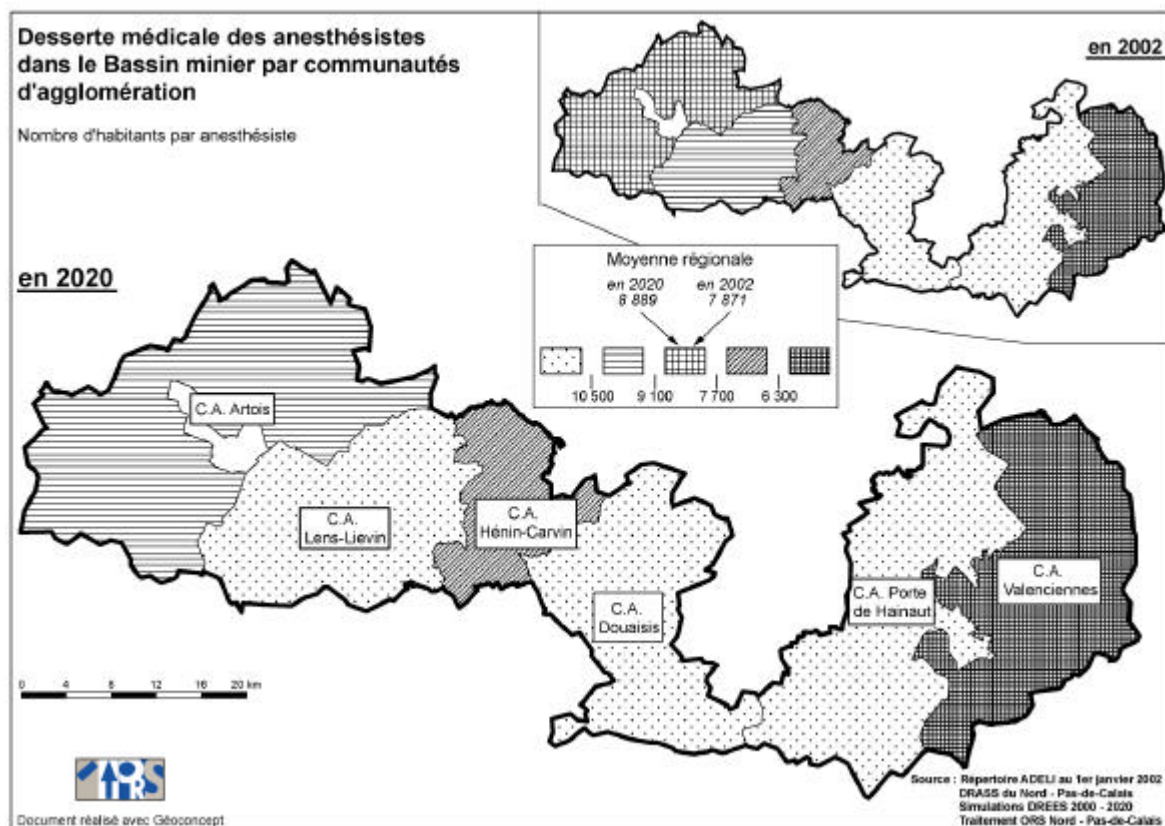 Desserte médicale des anesthésistes
dans le Bassin minier par communautés
d'agglomération
Nombre d'habitants par anesthésiste
en 2002
en 2020
Moyenne régionale
en 2020 en 2002
8 889 7 871
10 500 9 100 7 700 6 300
C.A. Artois
C.A.
Lens-Lievin
C.A.
Hénin-Carvin
C.A.
Douaisis
C.A. Porte
de Hainaut
C.A.
Valenciennes
0 4 8 12 16 20 km
ORS
Document réalisé avec Géoconcept
Source : Répertoire ADELI au 1er janvier 2002
DRASS du Nord - Pas-de-Calais
Simulations DREES 2000 - 2020
Traitement ORS Nord - Pas-de-Calais